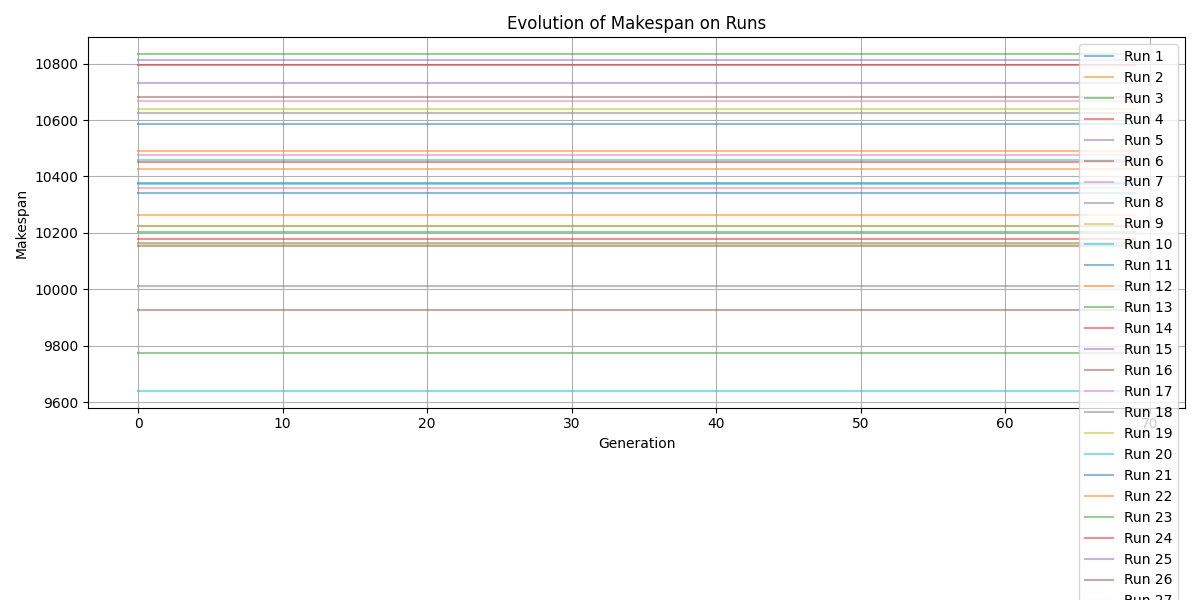 Evolution of Makespan on Runs
Makespan
10800
10600
10400
10200
10000
9800
9600
0 10 20 30 40 50 60 70
Generation
Run 1
Run 2
Run 3
Run 4
Run 5
Run 6
Run 7
Run 8
Run 9
Run 10
Run 11
Run 12
Run 13
Run 14
Run 15
Run 16
Run 17
Run 18
Run 19
Run 20
Run 21
Run 22
Run 23
Run 24
Run 25
Run 26
Run 27